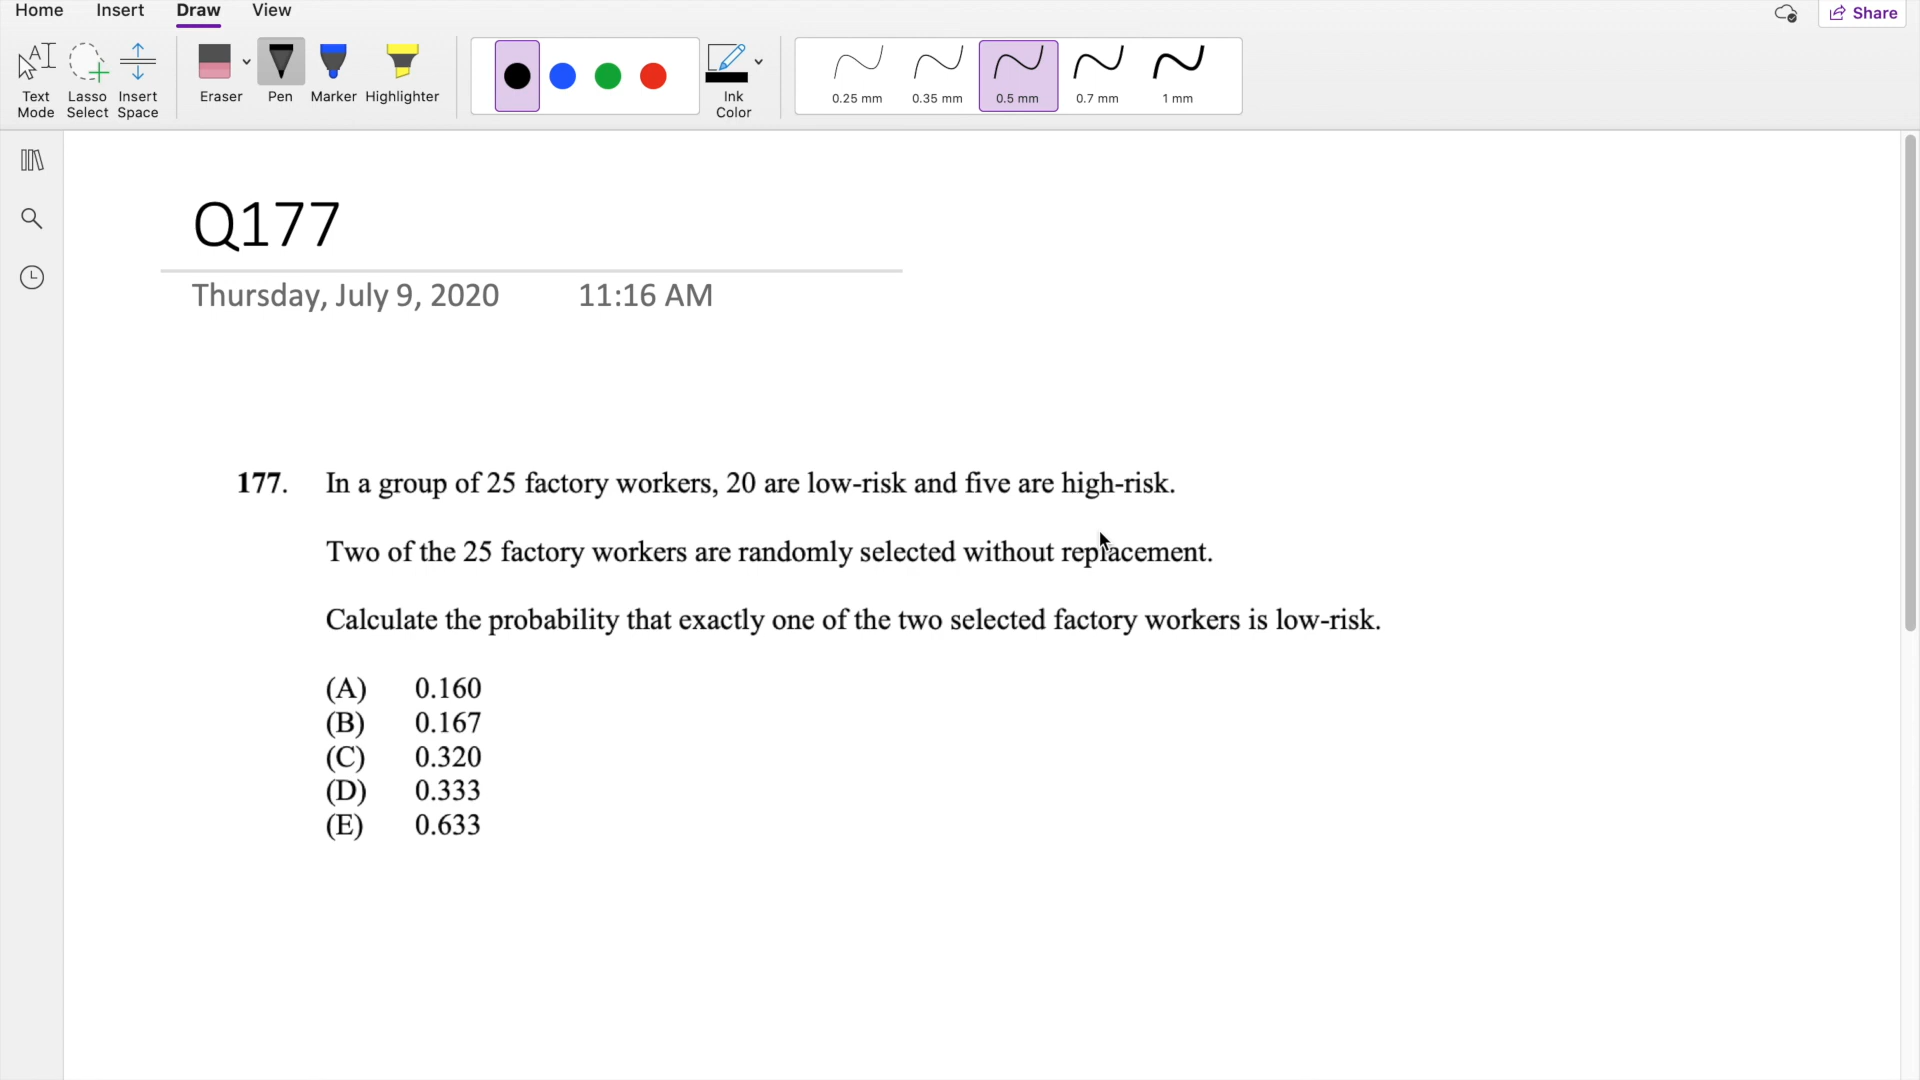 Home Insert Draw View
Share
Text Mode
Lasso Select
Insert Space
Eraser
Pen
Marker
Highlighter
Ink Color
0.25 mm
0.35 mm
0.5 mm
0.7 mm
1 mm
Q177
Thursday, July 9, 2020 11:16 AM
177. In a group of 25 factory workers, 20 are low-risk and five are high-risk.
Two of the 25 factory workers are randomly selected without replacement.
Calculate the probability that exactly one of the two selected factory workers is low-risk.
(A) 0.160
(B) 0.167
(C) 0.320
(D) 0.333
(E) 0.633